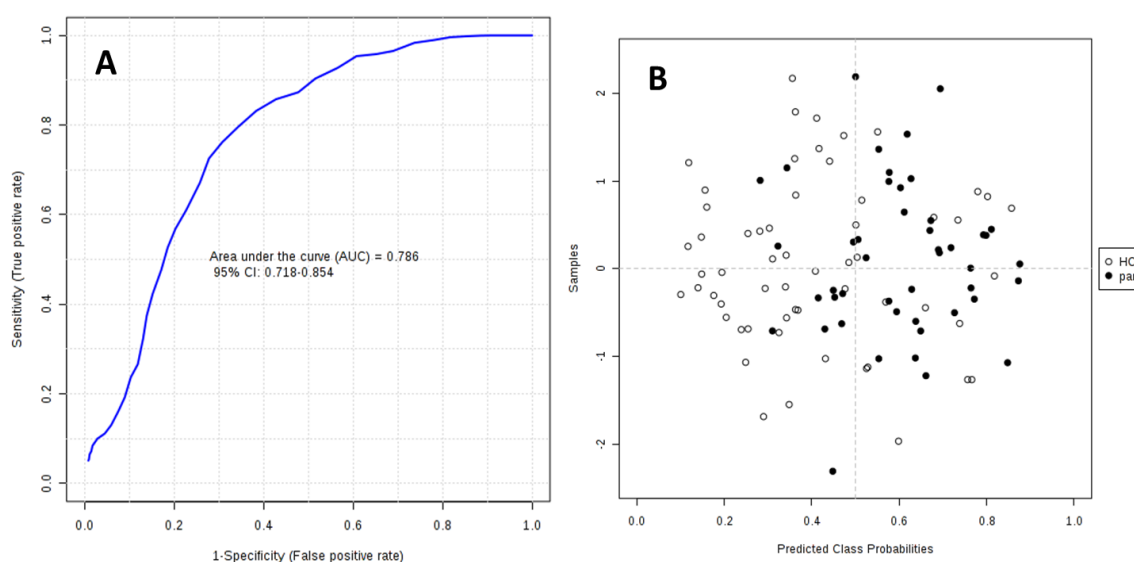 A
1.0
0.8
0.6
0.4
0.2
0.0
Sensitivity (True positive rate)
Area under the curve (AUC) = 0.786
95% CI: 0.718-0.854
0.0 0.2 0.4 0.6 0.8 1.0
1-Specificity (False positive rate)
B
2
1
0
-1
-2
Samples
HC
par
0.0 0.2 0.4 0.6 0.8 1.0
Predicted Class Probabilities